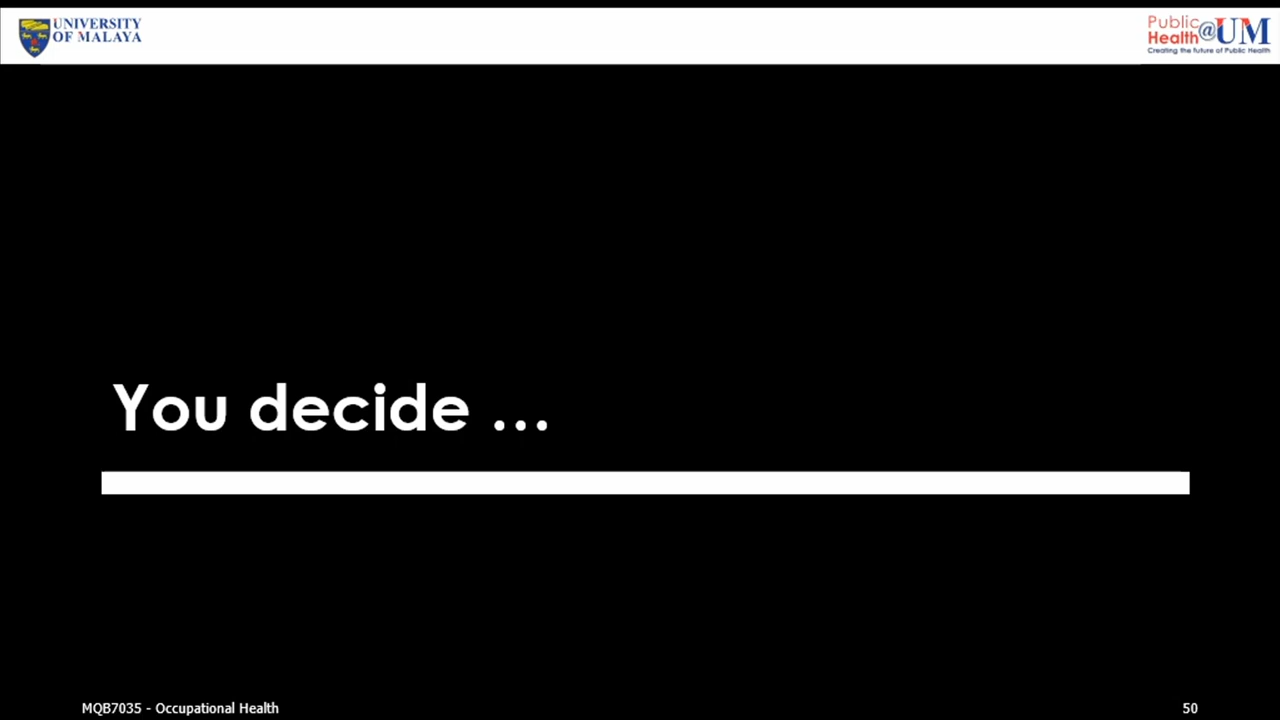 UNIVERSITY
OF MALAYA
Public
Health@UM
Creating the future of Public Health
You decide ...
MQB7035 - Occupational Health
50